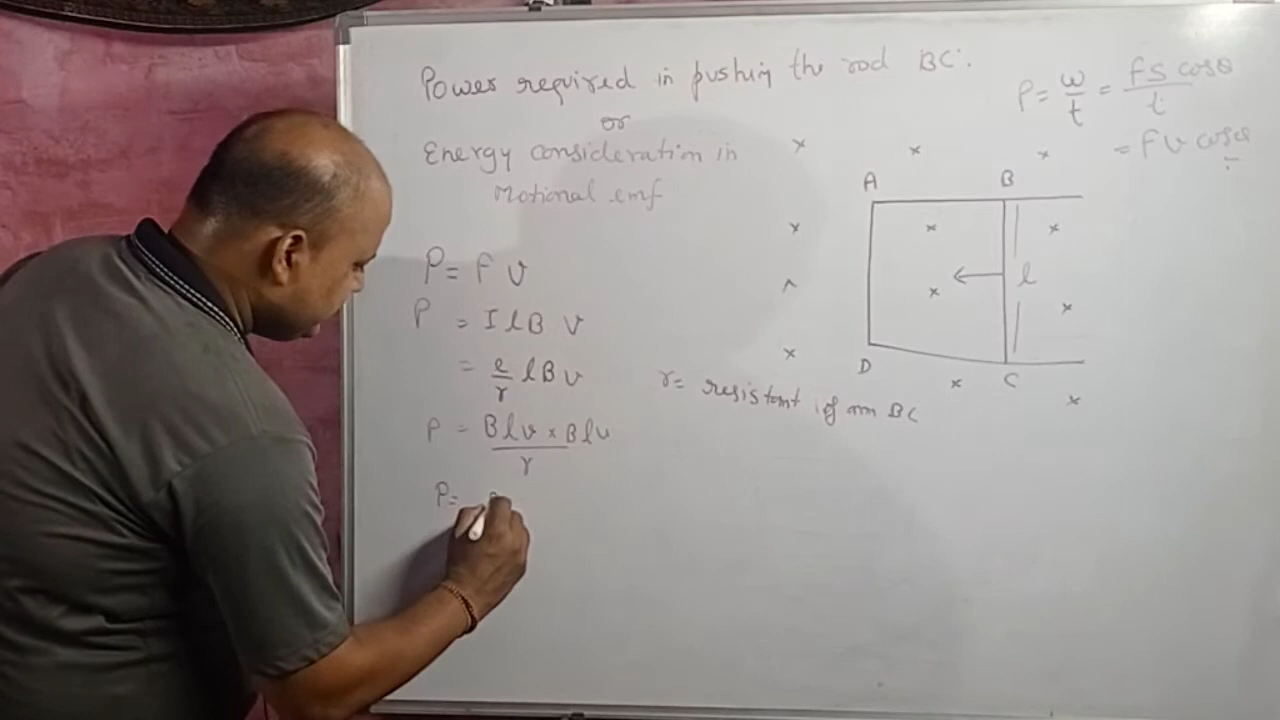 Power required in pushing the rod BC.
or
Energy consideration in
Motional emf
P = w/t = FS cosθ / t
= FV cosθ
P = F v
P = I l B v
= e/r l B v
P = Blv × Blv / r
P =
r = resistant of arm BC
A B
l
D C